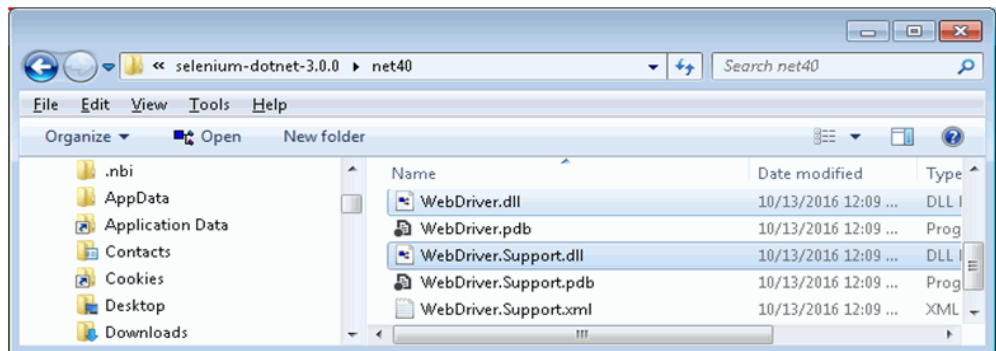 « selenium-dotnet-3.0.0 ▸ net40 Search net40
File Edit View Tools Help
Organize Open New folder
Name Date modified Type
.nbi
AppData
Application Data
Contacts
Cookies
Desktop
Downloads
WebDriver.dll 10/13/2016 12:09 ... DLL
WebDriver.pdb 10/13/2016 12:09 ... Prog
WebDriver.Support.dll 10/13/2016 12:09 ... DLL
WebDriver.Support.pdb 10/13/2016 12:09 ... Prog
WebDriver.Support.xml 10/13/2016 12:09 ... XML